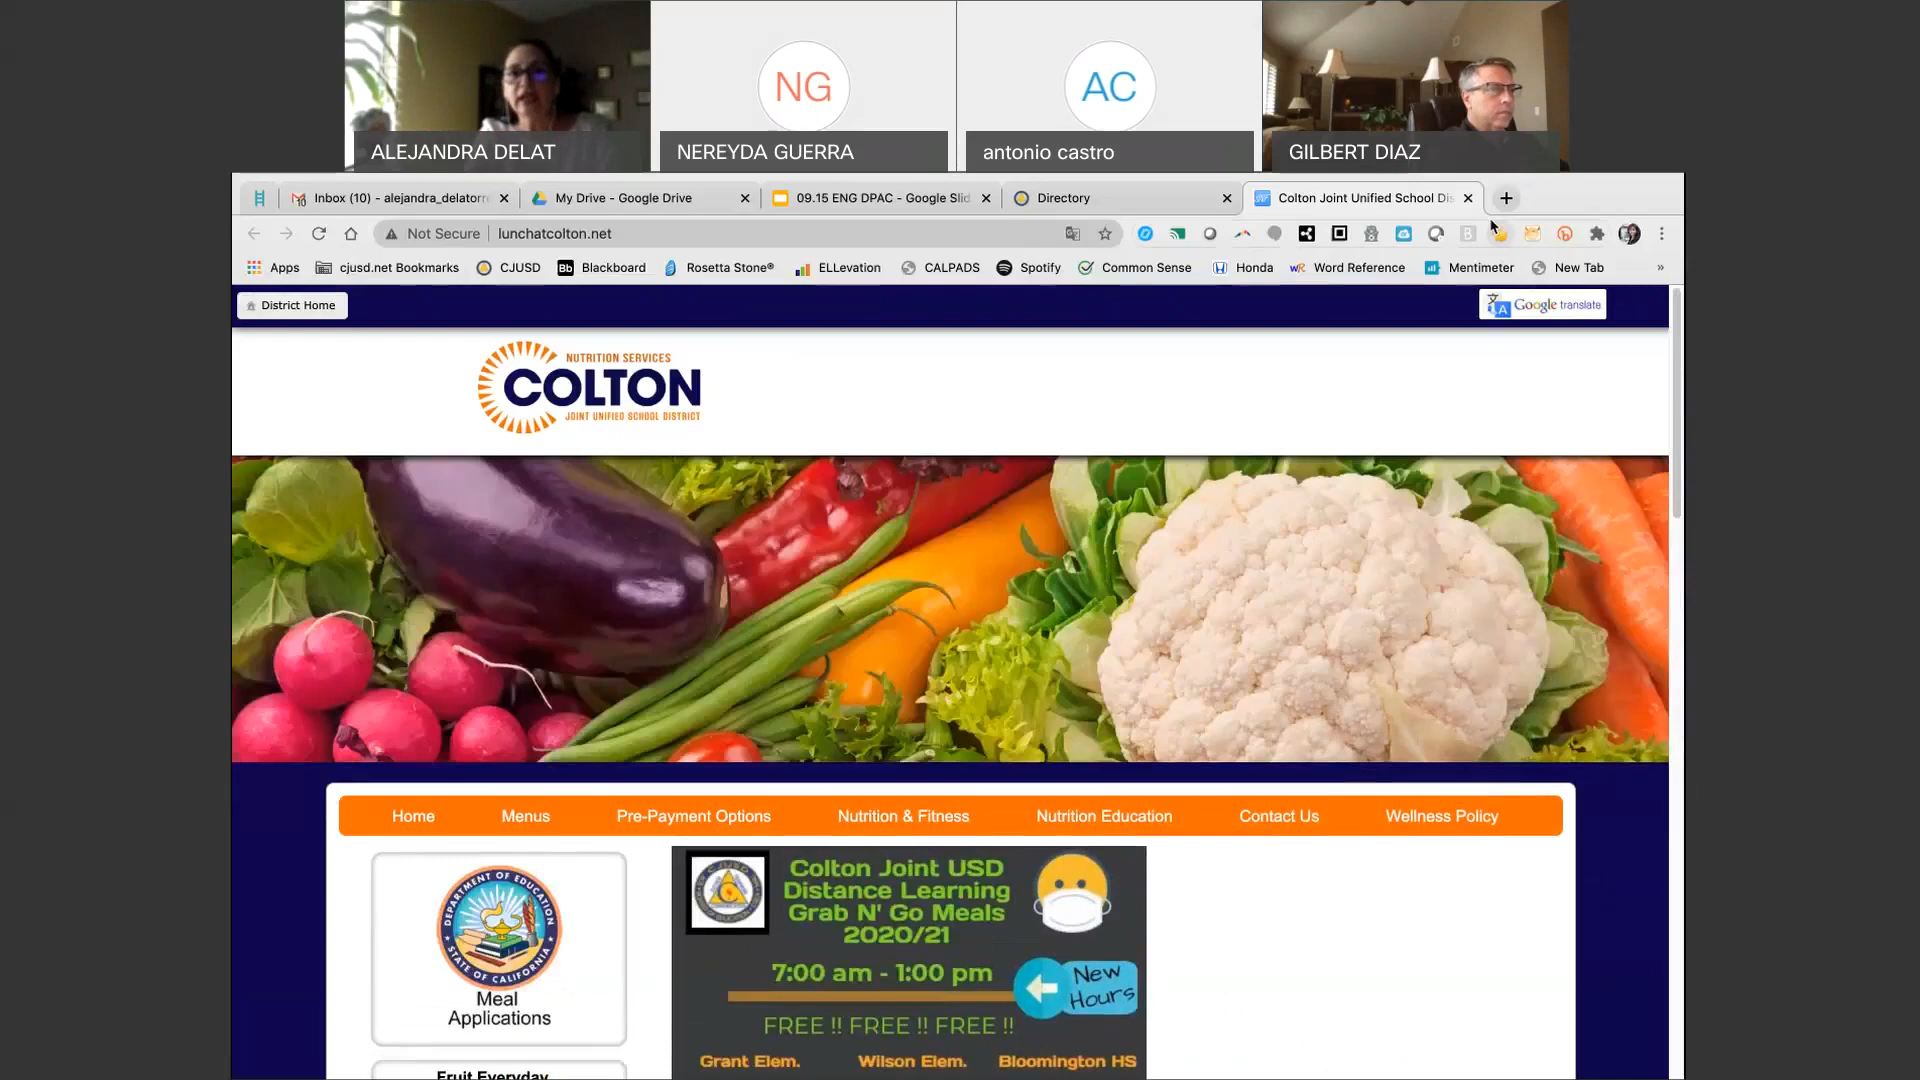 ALEJANDRA DELAT
NG
NEREYDA GUERRA
AC
antonio castro
GILBERT DIAZ
Inbox (10) - alejandra_delatorre
My Drive - Google Drive
09.15 ENG DPAC - Google Slid
Directory
Colton Joint Unified School Dis
Not Secure
lunchatcolton.net
Apps
cjusd.net Bookmarks
CJUSD
Bb
Blackboard
Rosetta Stone®
ELLevation
CALPADS
Spotify
Common Sense
Honda
Word Reference
Mentimeter
New Tab
»
District Home
Google translate
NUTRITION SERVICES
COLTON
JOINT UNIFIED SCHOOL DISTRICT
Home
Menus
Pre-Payment Options
Nutrition & Fitness
Nutrition Education
Contact Us
Wellness Policy
DEPARTMENT OF EDUCATION
STATE OF CALIFORNIA
Meal
Applications
Fruit Everyday
Colton Joint USD
Distance Learning
Grab N' Go Meals
2020/21
7:00 am - 1:00 pm
New
Hours
FREE !! FREE !! FREE !!
Grant Elem.
Wilson Elem.
Bloomington HS